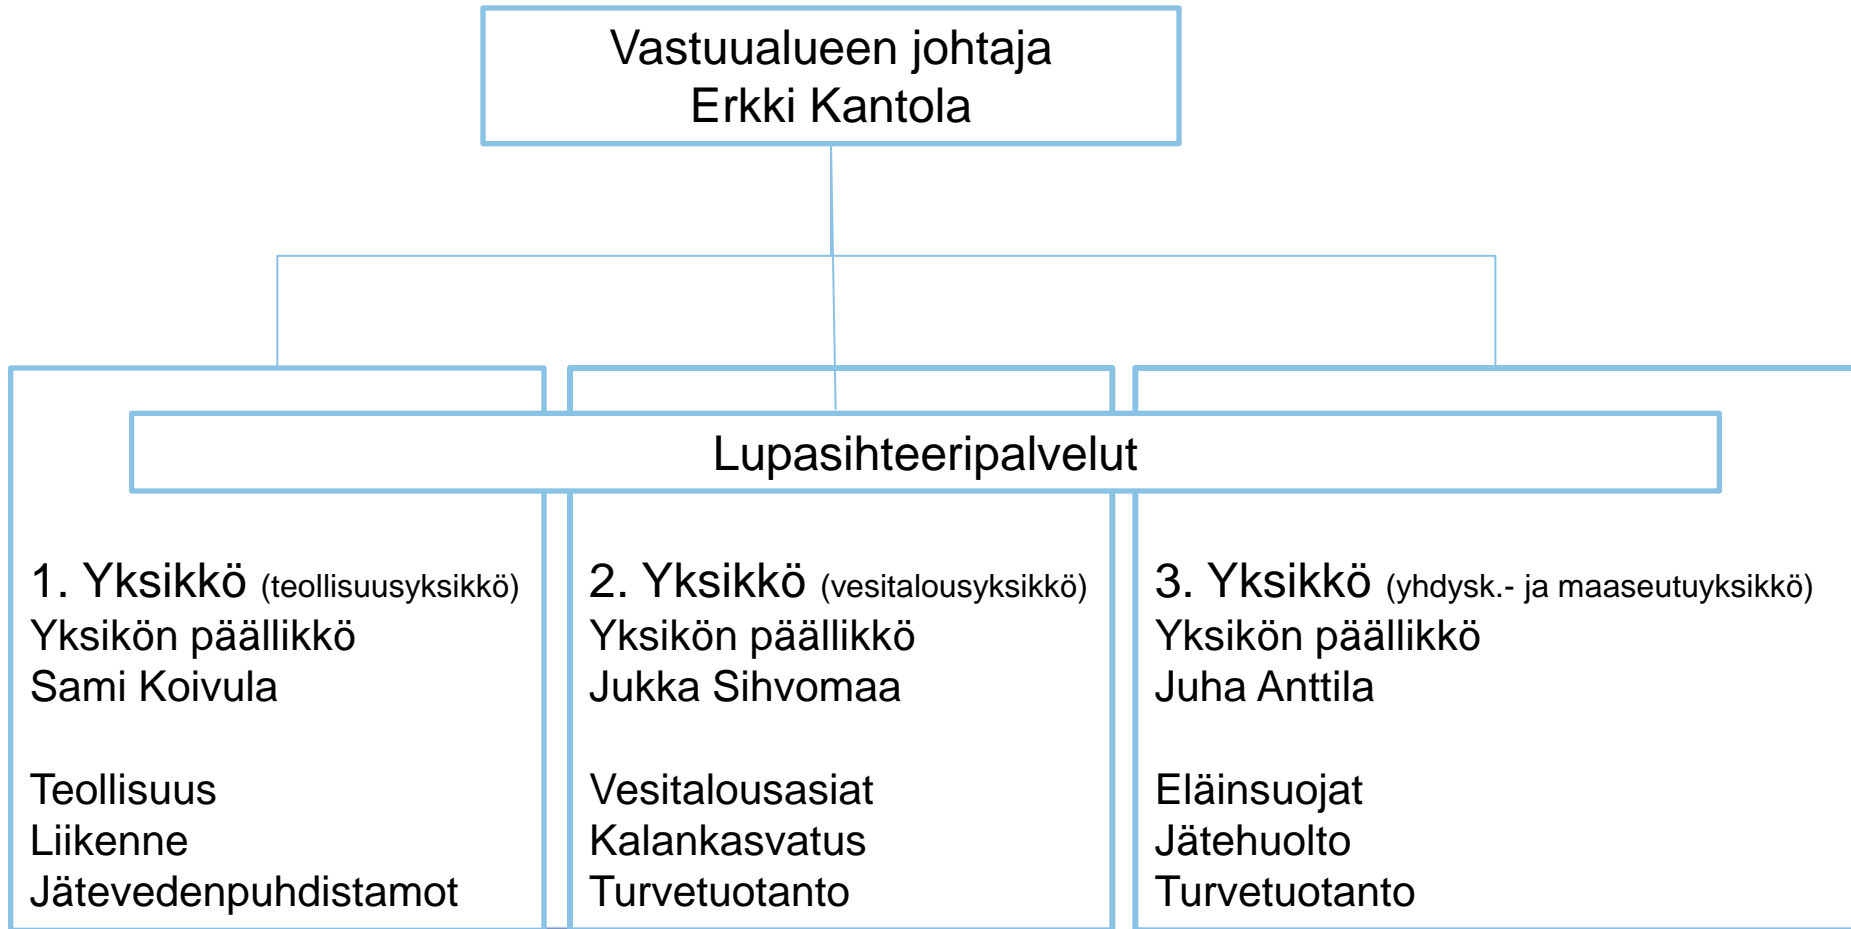 Vastuualueen johtaja
Erkki Kantola
Lupasihteeripalvelut
1. Yksikkö (teollisuusyksikkö)
Yksikön päällikkö
Sami Koivula
Teollisuus
Liikenne
Jätevedenpuhdistamot
2. Yksikkö (vesitalousyksikkö)
Yksikön päällikkö
Jukka Sihvomaa
Vesitalousasiat
Kalankasvatus
Turvetuotanto
3. Yksikkö (yhdysk.- ja maaseutuyksikkö)
Yksikön päällikkö
Juha Anttila
Eläinsuojat
Jätehuolto
Turvetuotanto